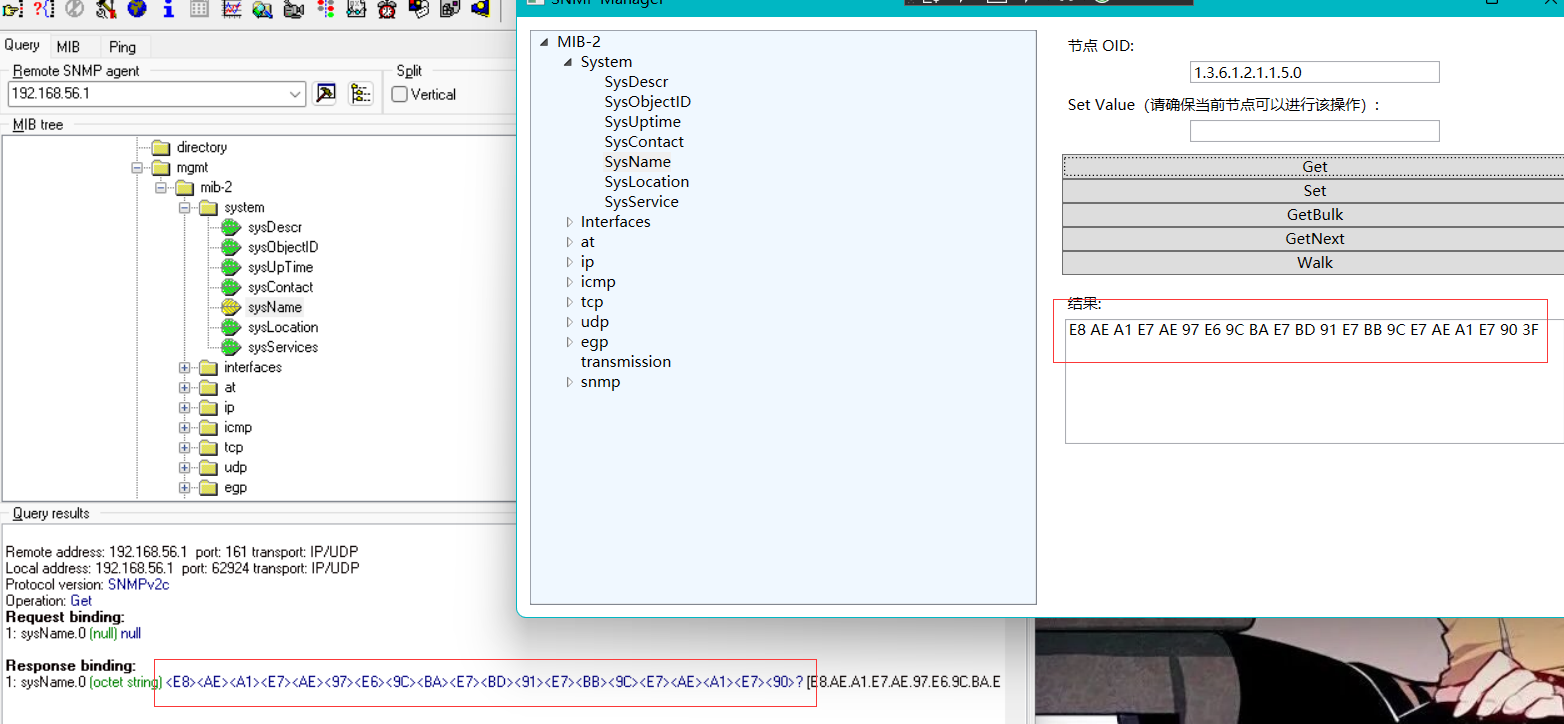 Query MIB Ping
Remote SNMP agent
192.168.56.1
Split
Vertical
MIB tree
directory
mgmt
mib-2
system
sysDescr
sysObjectID
sysUpTime
sysContact
sysName
sysLocation
sysServices
interfaces
at
ip
icmp
tcp
udp
egp
Query results
Remote address: 192.168.56.1 port: 161 transport: IP/UDP
Local address: 192.168.56.1 port: 62924 transport: IP/UDP
Protocol version: SNMPv2c
Operation: Get
Request binding:
1: sysName.0 (null) null
Response binding:
1: sysName.0 (octet string) <E8><AE><A1><E7><AE><97><E6><9C><BA><E7><BD><91><E7><BB><9C><E7><AE><A1><E7><90>? [E8.AE.A1.E7.AE.97.E6.9C.BA.E
SNMP Manager
MIB-2
System
SysDescr
SysObjectID
SysUptime
SysContact
SysName
SysLocation
SysService
Interfaces
at
ip
icmp
tcp
udp
egp
transmission
snmp
节点 OID:
1.3.6.1.2.1.1.5.0
Set Value（请确保当前节点可以进行该操作）:
Get
Set
GetBulk
GetNext
Walk
结果:
E8 AE A1 E7 AE 97 E6 9C BA E7 BD 91 E7 BB 9C E7 AE A1 E7 90 3F